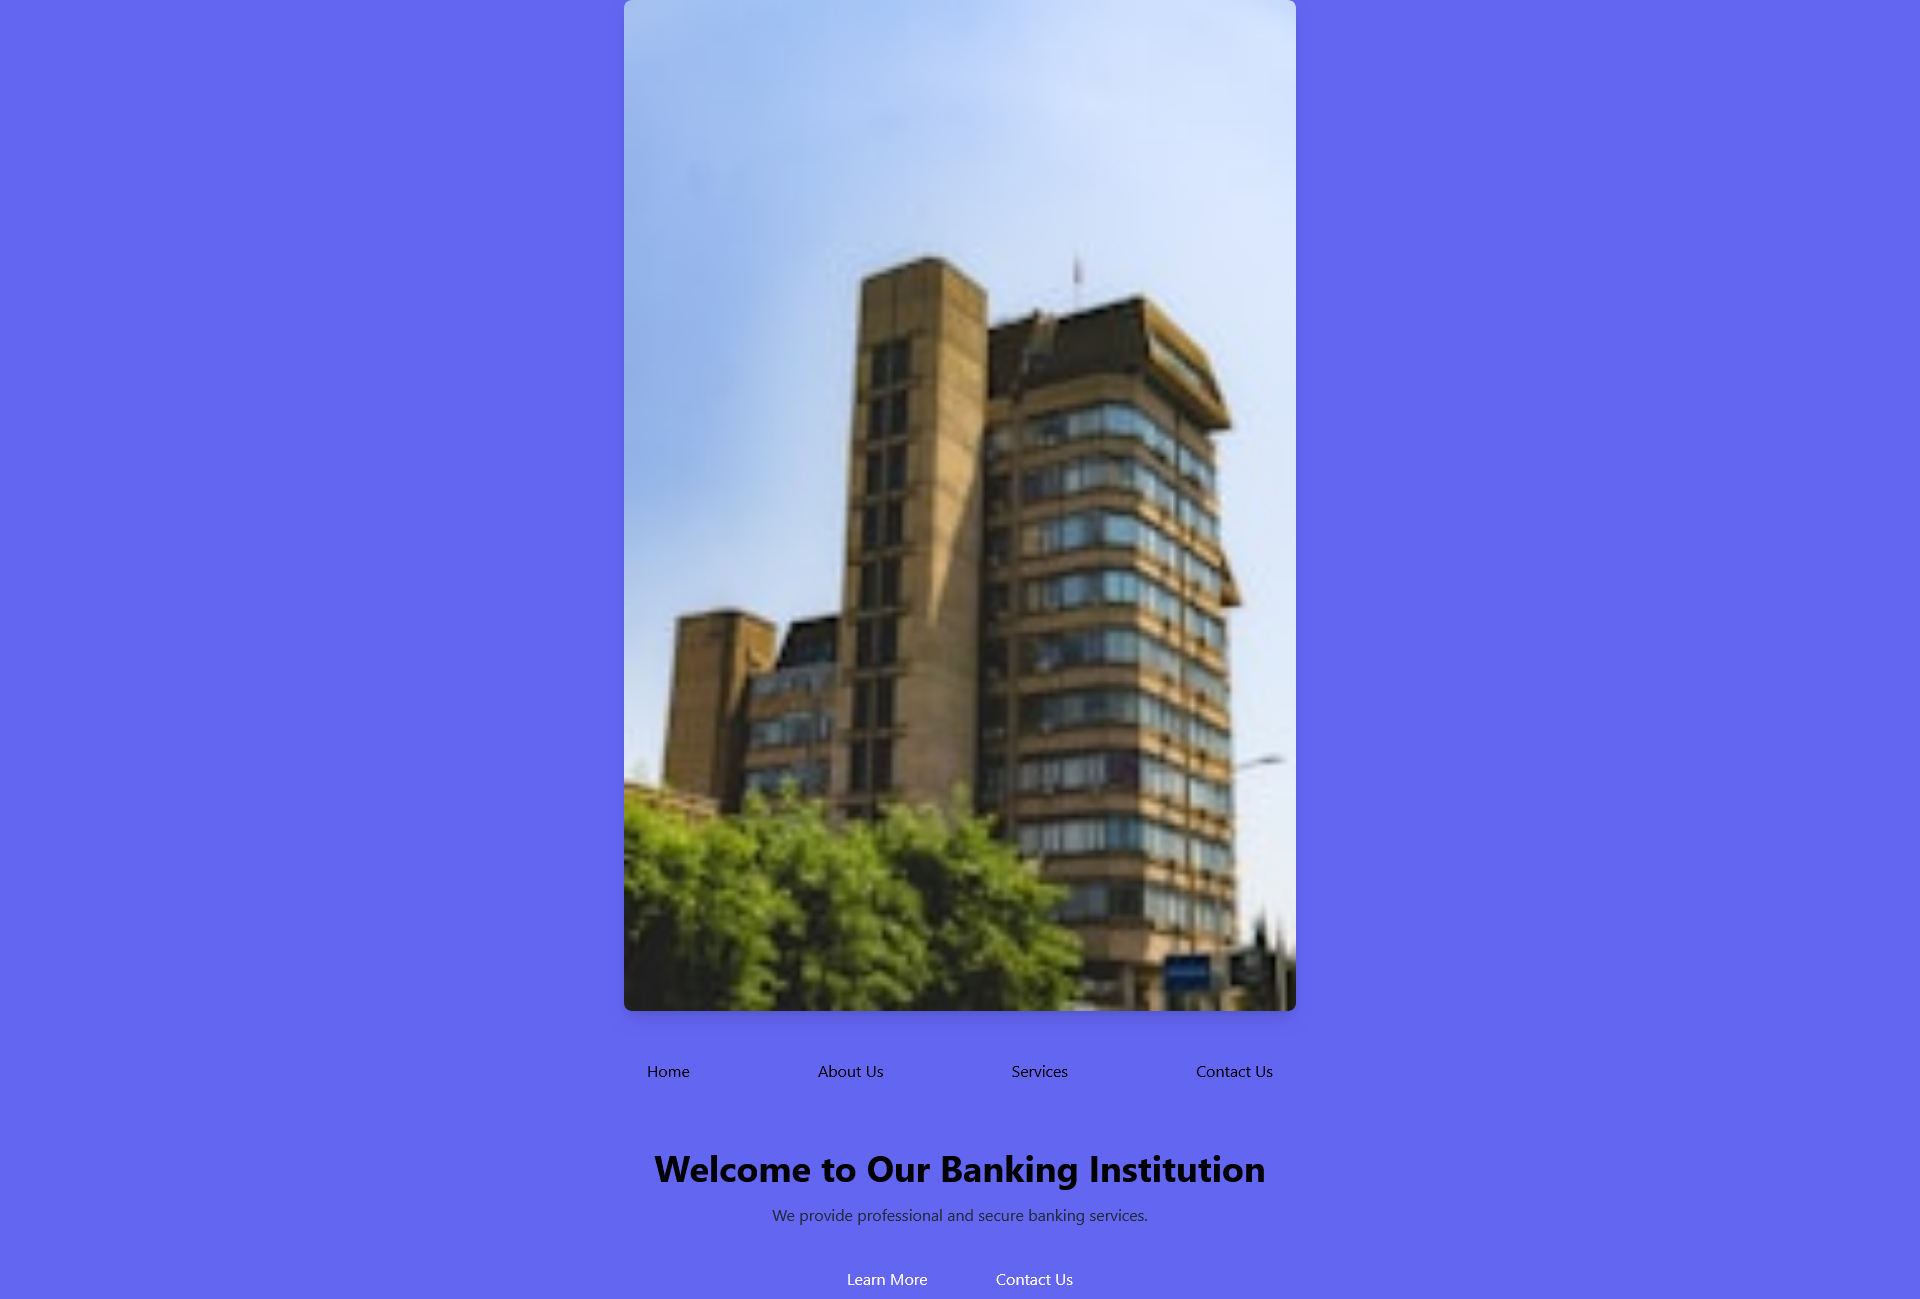 Home
About Us
Services
Contact Us
Welcome to Our Banking Institution
We provide professional and secure banking services.
Learn More
Contact Us